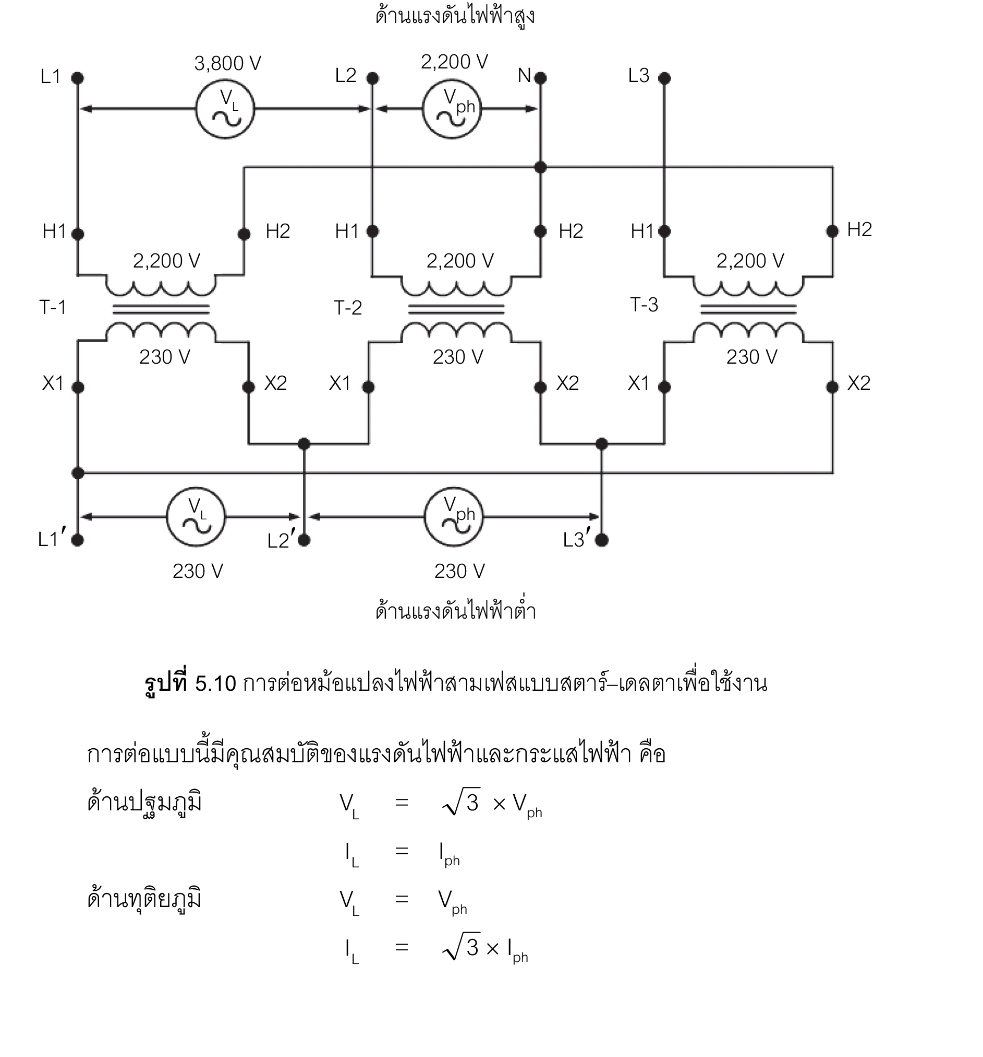 ด้านแรงดันไฟฟ้าสูง
3,800 V 2,200 V
L1 L2 N L3
V_L V_ph
H1 H2 H1 H2 H1 H2
2,200 V 2,200 V 2,200 V
T-1 T-2 T-3
230 V 230 V 230 V
X1 X2 X1 X2 X1 X2
V_L V_ph
L1′ L2′ L3′
230 V 230 V
ด้านแรงดันไฟฟ้าต่ำ
รูปที่ 5.10 การต่อหม้อแปลงไฟฟ้าสามเฟสแบบสตาร์–เดลตาเพื่อใช้งาน
การต่อแบบนี้มีคุณสมบัติของแรงดันไฟฟ้าและกระแสไฟฟ้า คือ
ด้านปฐมภูมิ V_L = √3 × V_ph
I_L = I_ph
ด้านทุติยภูมิ V_L = V_ph
I_L = √3 × I_ph